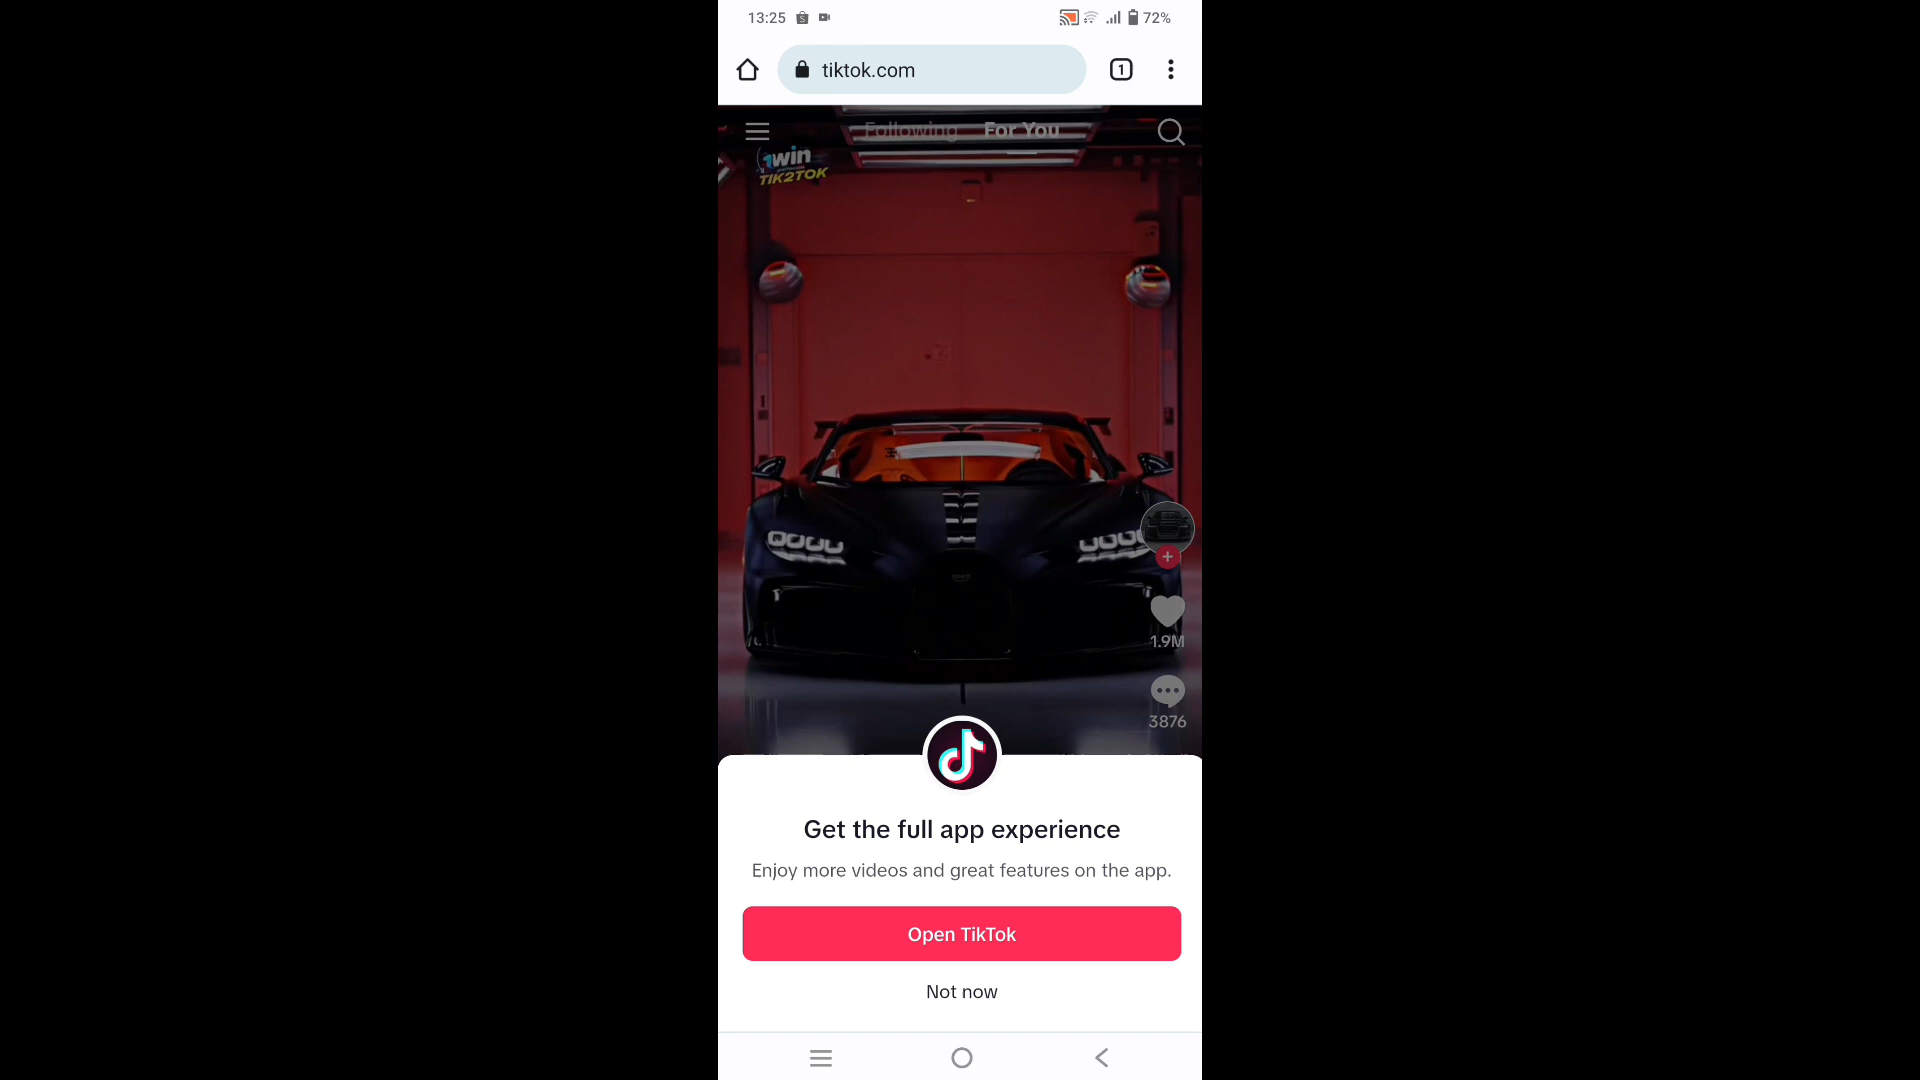 13:25
72%
tiktok.com
1
Following For You
1win
TIK2TOK
1.9M
3876
Get the full app experience
Enjoy more videos and great features on the app.
Open TikTok
Not now